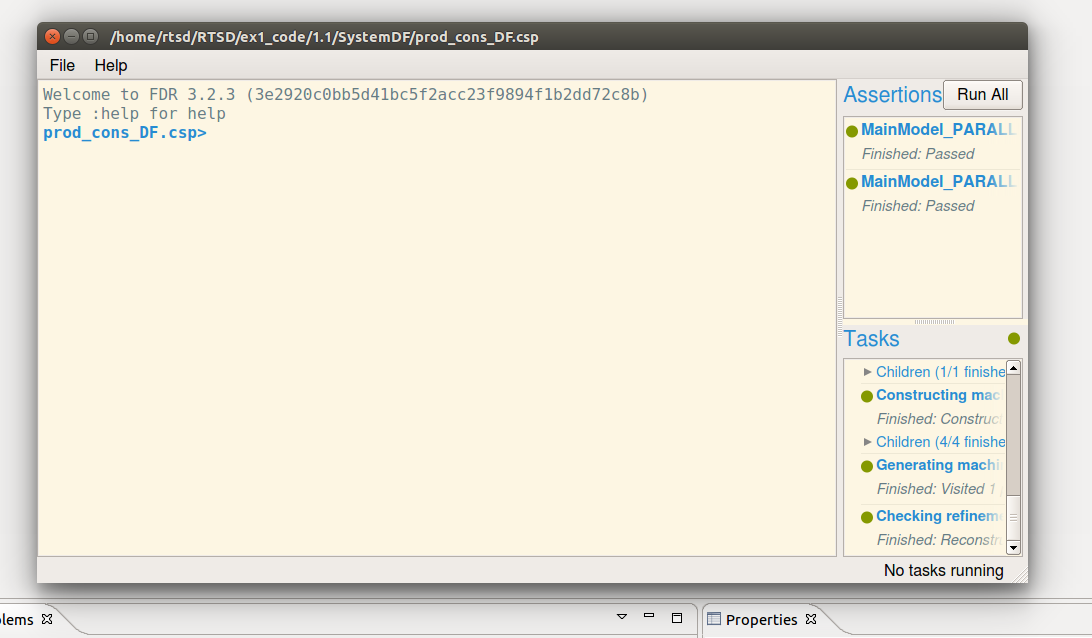 /home/rtsd/RTSD/ex1_code/1.1/SystemDF/prod_cons_DF.csp
File Help
Welcome to FDR 3.2.3 (3e2920c0bb5d41bc5f2acc23f9894f1b2dd72c8b)
Type :help for help
prod_cons_DF.csp>
Assertions Run All
MainModel_PARALL
Finished: Passed
MainModel_PARALL
Finished: Passed
Tasks
Children (1/1 finishe
Constructing mac
Finished: Construc
Children (4/4 finishe
Generating machi
Finished: Visited 1
Checking refinem
Finished: Reconstr
No tasks running
lems
Properties